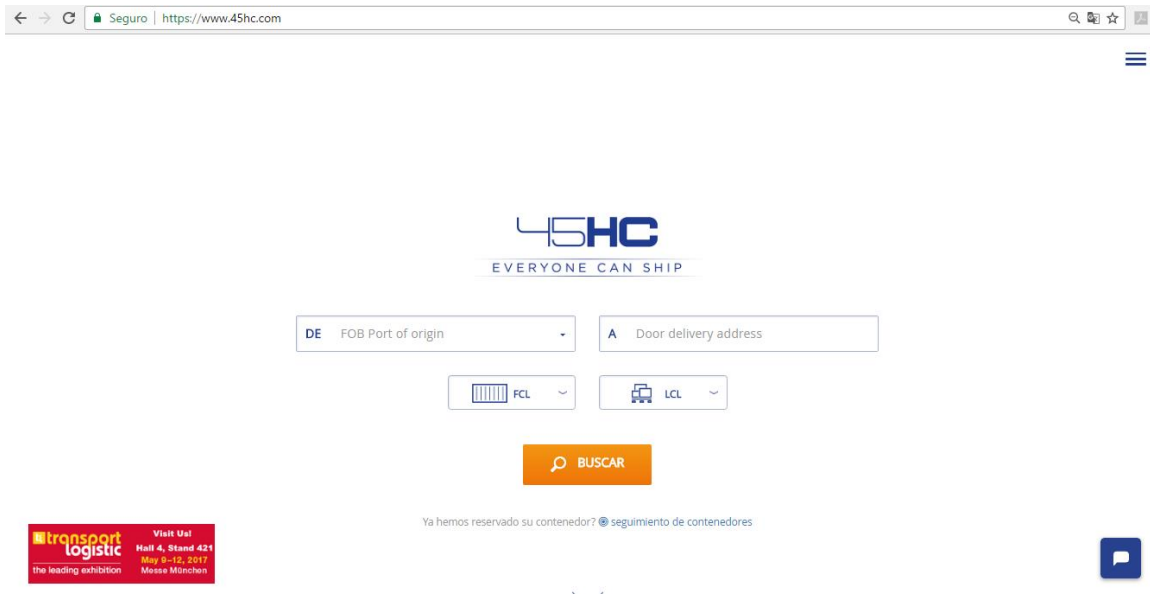 Seguro | https://www.45hc.com
45HC
EVERYONE CAN SHIP
DE FOB Port of origin
A Door delivery address
FCL
LCL
BUSCAR
Ya hemos reservado su contenedor? seguimiento de contenedores
transport
logistic
the leading exhibition
Visit Us!
Hall 4, Stand 421
May 9–12, 2017
Messe München